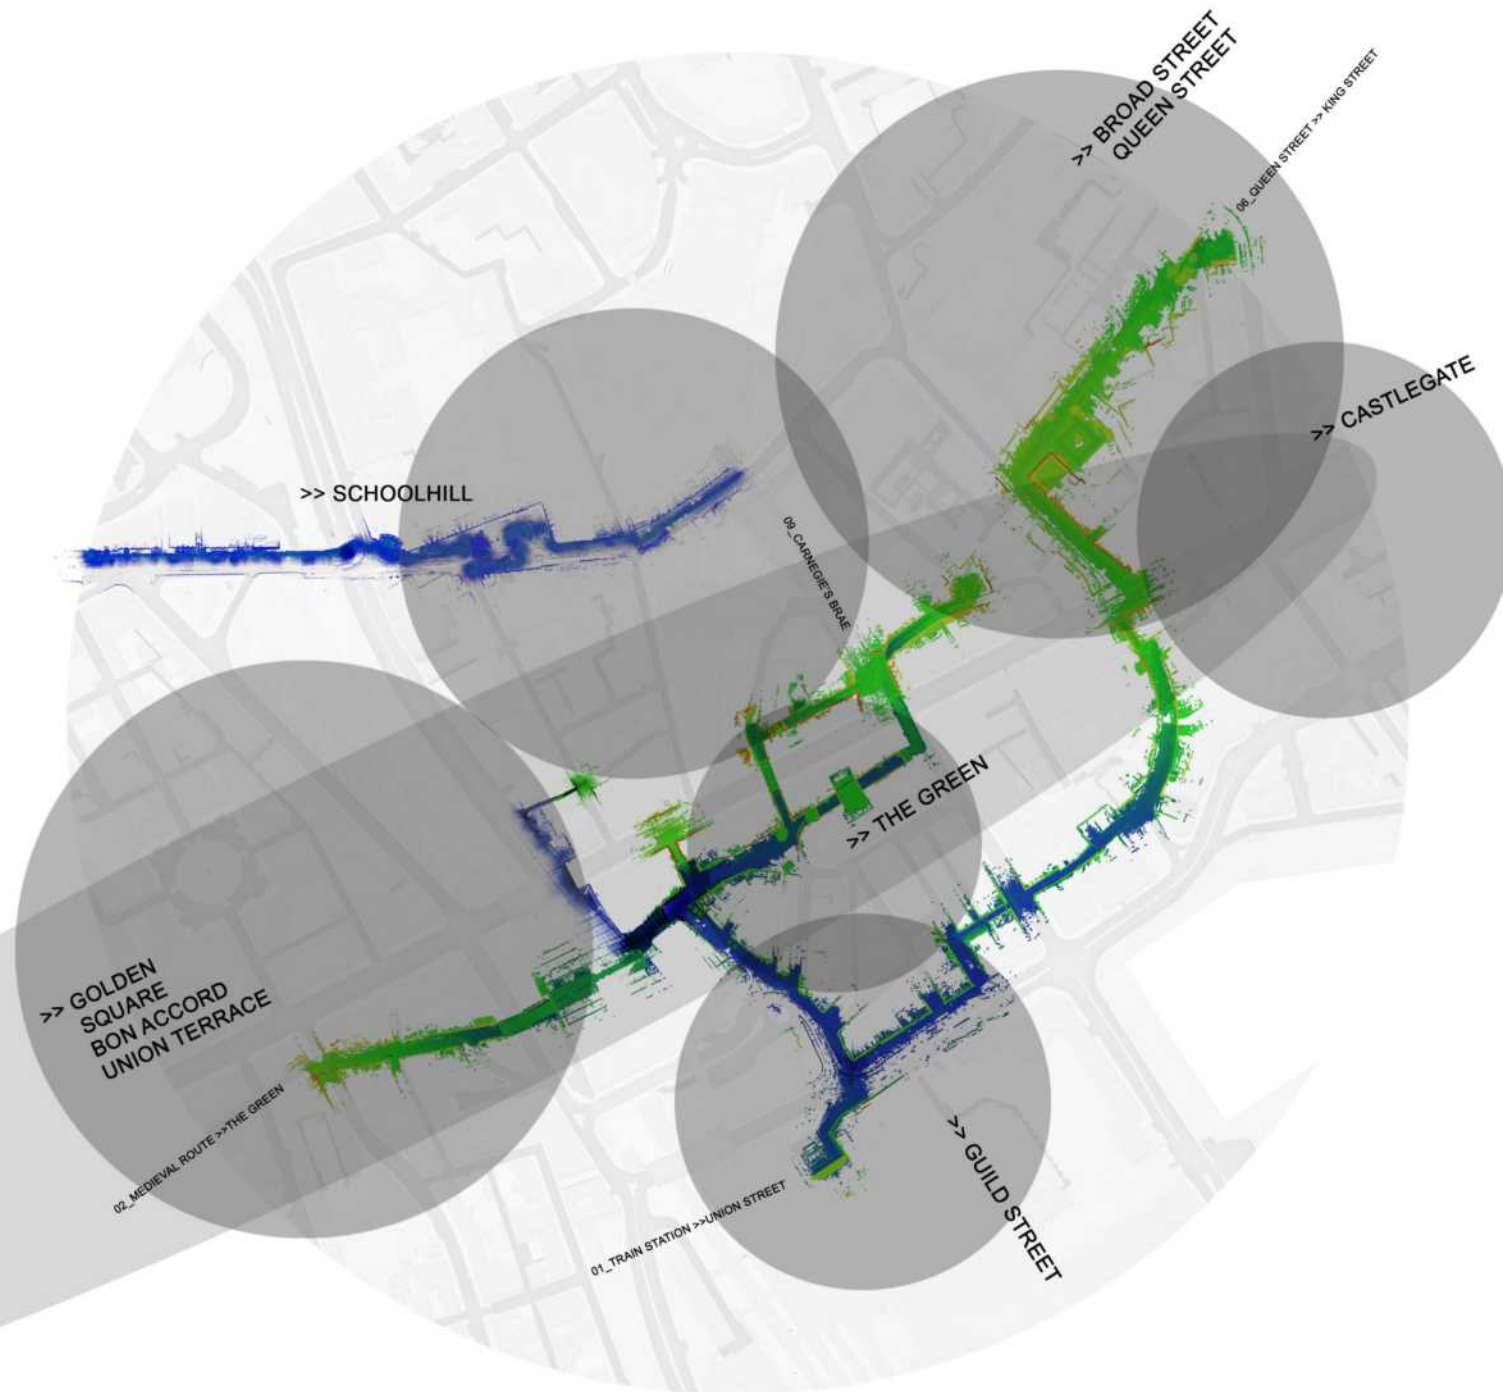 >> BROAD STREET
QUEEN STREET
06_QUEEN STREET >> KING STREET
>> CASTLEGATE
>> SCHOOLHILL
09_CARNEGIE'S BRAE
>> THE GREEN
>> GOLDEN
SQUARE
BON ACCORD
UNION TERRACE
02_MEDIEVAL ROUTE >>THE GREEN
01_TRAIN STATION >>UNION STREET
>> GUILD STREET